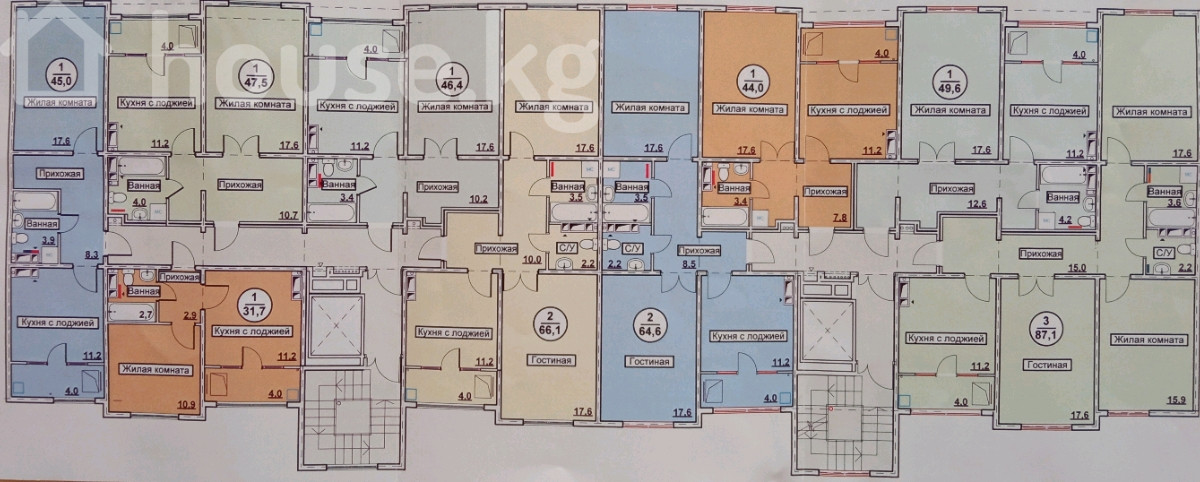 house.kg
1
45,0
Жилая комната
17.6
Прихожая
Ванная
3.9
8.3
Кухня с лоджией
11.2
4.0
4.0
Кухня с лоджией
11.2
1
47,5
Жилая комната
17.6
Ванная
4.0
Прихожая
10.7
Прихожая
Ванная
2,7
2.9
1
31,7
Кухня с лоджией
11.2
4.0
Жилая комната
10.9
4.0
Кухня с лоджией
11.2
1
46,4
Жилая комната
17.6
Ванная
3.4
Прихожая
10.2
Жилая комната
17.6
Ванная
3.5
Прихожая
10.0
С/У
2.2
Кухня с лоджией
11.2
4.0
2
66,1
Гостиная
17.6
Жилая комната
17.6
Ванная
3.5
С/У
2.2
Прихожая
8.5
2
64,6
Гостиная
17.6
Кухня с лоджией
11.2
4.0
1
44,0
Жилая комната
17.6
4.0
Кухня с лоджией
11.2
Ванная
3.4
Прихожая
7.8
1
49,6
Жилая комната
17.6
4.0
Кухня с лоджией
11.2
Прихожая
12.6
Ванная
4.2
Жилая комната
17.6
Ванная
3.6
С/У
2.2
Прихожая
15.0
Кухня с лоджией
11.2
4.0
3
87,1
Гостиная
17.6
Жилая комната
15.9